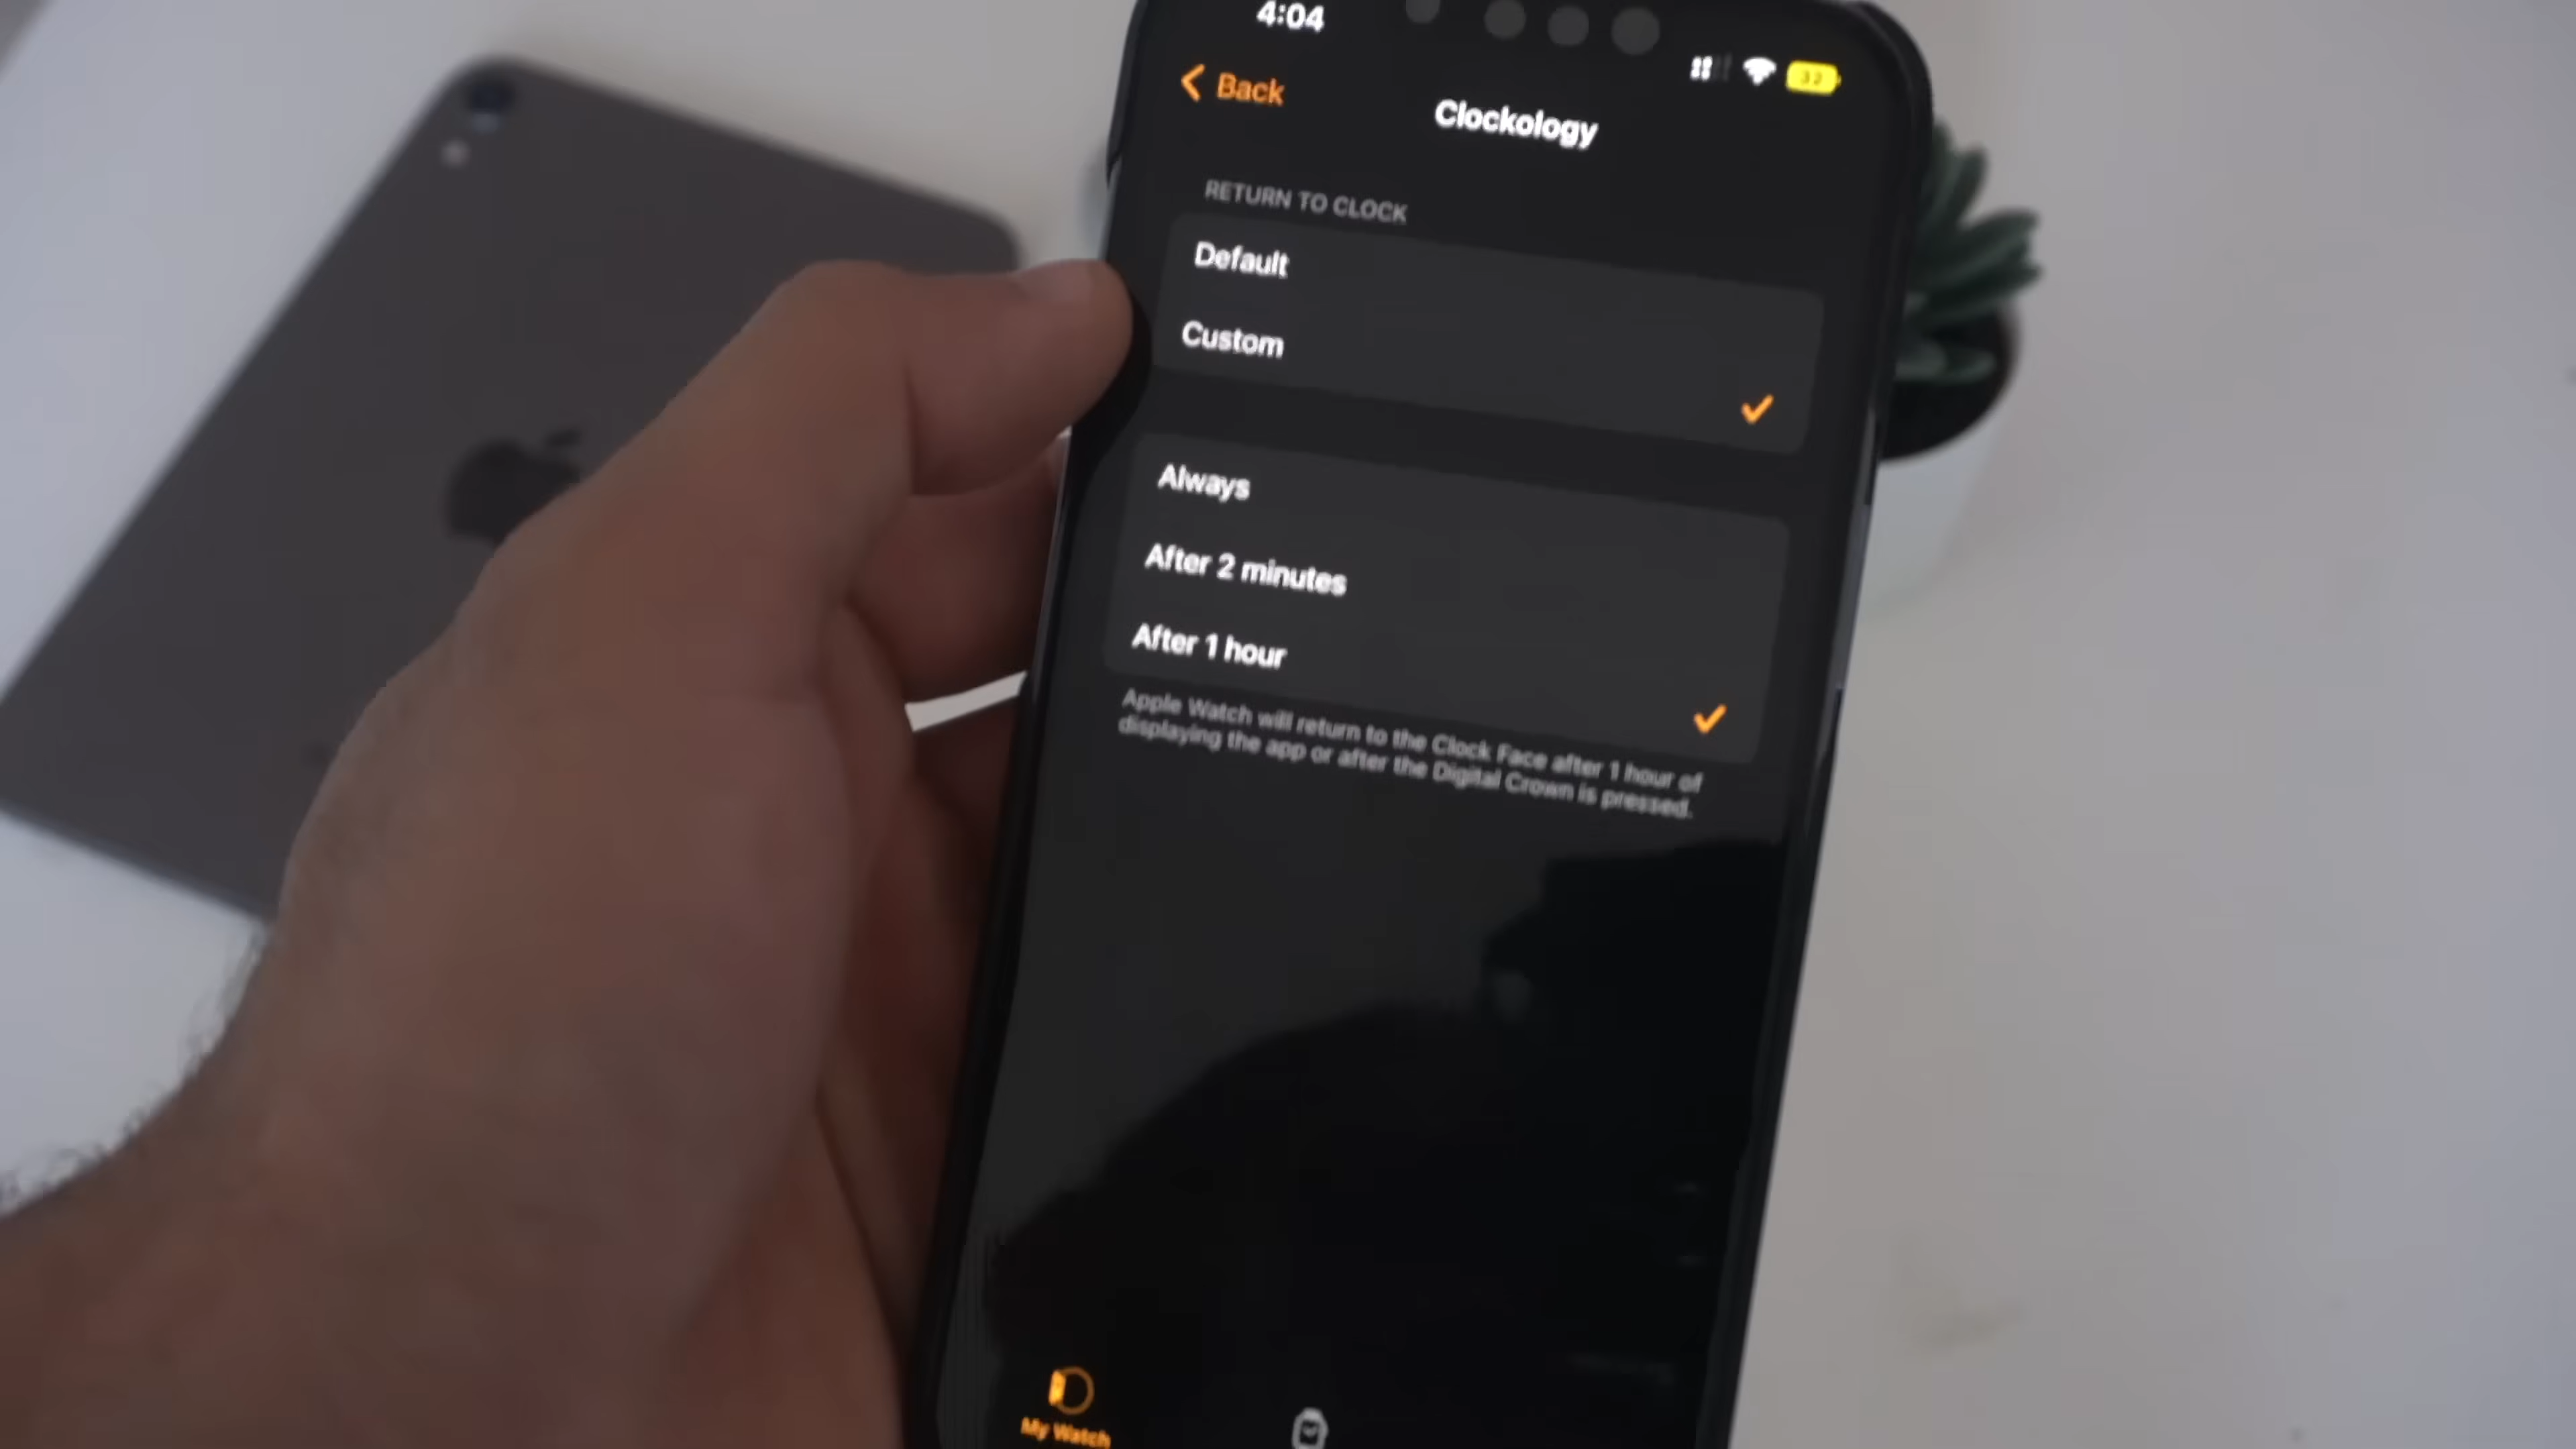 4:04
32
Back
Clockology
RETURN TO CLOCK
Default
Custom
Always
After 2 minutes
After 1 hour
Apple Watch will return to the Clock Face after 1 hour of
displaying the app or after the Digital Crown is pressed.
My Watch